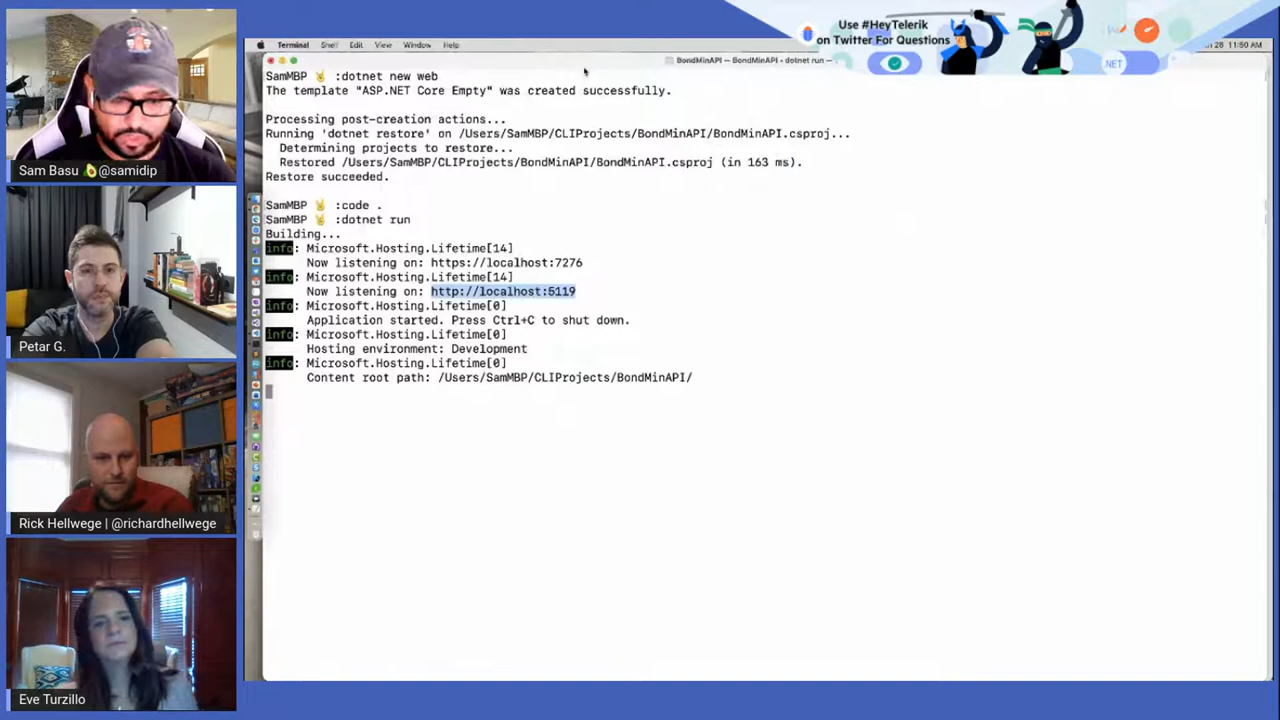 Use #HeyTelerik
on Twitter For Questions
.NET
Terminal Shell Edit View Window Help
28 11:50 AM
BondMinAPI — BondMinAPI • dotnet run —
SamMBP 🤘 :dotnet new web
The template "ASP.NET Core Empty" was created successfully.
Processing post-creation actions...
Running 'dotnet restore' on /Users/SamMBP/CLIProjects/BondMinAPI/BondMinAPI.csproj...
Determining projects to restore...
Restored /Users/SamMBP/CLIProjects/BondMinAPI/BondMinAPI.csproj (in 163 ms).
Restore succeeded.
SamMBP 🤘 :code .
SamMBP 🤘 :dotnet run
Building...
info: Microsoft.Hosting.Lifetime[14]
Now listening on: https://localhost:7276
info: Microsoft.Hosting.Lifetime[14]
Now listening on: http://localhost:5119
info: Microsoft.Hosting.Lifetime[0]
Application started. Press Ctrl+C to shut down.
info: Microsoft.Hosting.Lifetime[0]
Hosting environment: Development
info: Microsoft.Hosting.Lifetime[0]
Content root path: /Users/SamMBP/CLIProjects/BondMinAPI/
Sam Basu 🥑@samidip
Petar G.
Rick Hellwege | @richardhellwege
Eve Turzillo